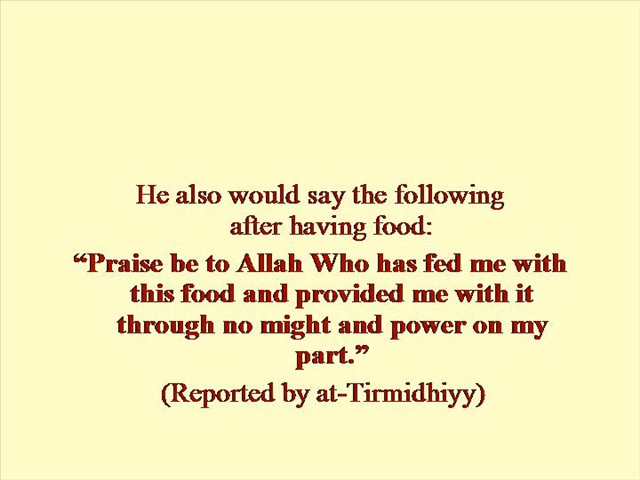 He also would say the following
after having food:
“Praise be to Allah Who has fed me with
this food and provided me with it
through no might and power on my
part.”
(Reported by at-Tirmidhiyy)